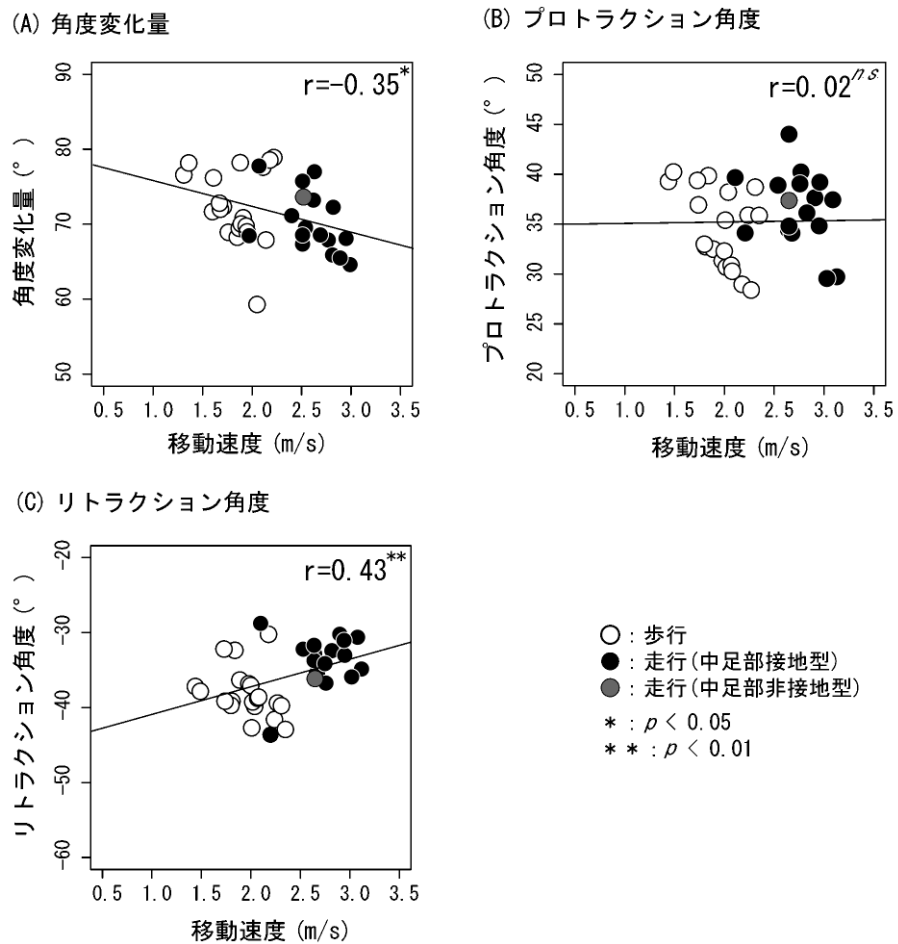 (A) 角度変化量
r=-0.35*
角度変化量 (°)
90
80
70
60
50
0.5 1.0 1.5 2.0 2.5 3.0 3.5
移動速度 (m/s)
(B) プロトラクション角度
r=0.02n.s.
プロトラクション角度 (°)
50
45
40
35
30
25
20
0.5 1.0 1.5 2.0 2.5 3.0 3.5
移動速度 (m/s)
(C) リトラクション角度
r=0.43**
リトラクション角度 (°)
-20
-30
-40
-50
-60
0.5 1.0 1.5 2.0 2.5 3.0 3.5
移動速度 (m/s)
○ : 歩行
● : 走行(中足部接地型)
● : 走行(中足部非接地型)
* : p < 0.05
** : p < 0.01